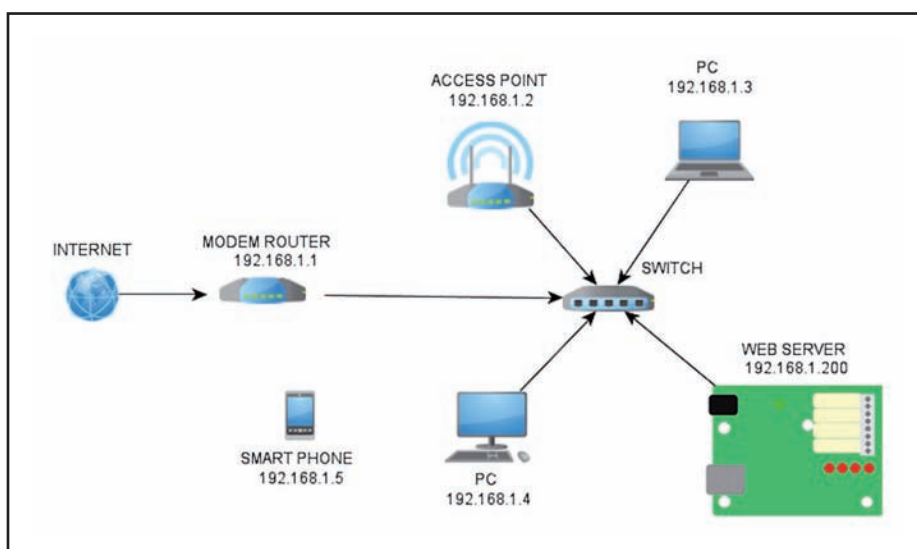 ACCESS POINT
192.168.1.2
PC
192.168.1.3
INTERNET
MODEM ROUTER
192.168.1.1
SWITCH
WEB SERVER
192.168.1.200
SMART PHONE
192.168.1.5
PC
192.168.1.4